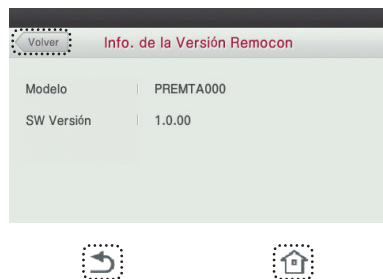 Volver Info. de la Versión Remocon
Modelo PREMTA000
SW Versión 1.0.00